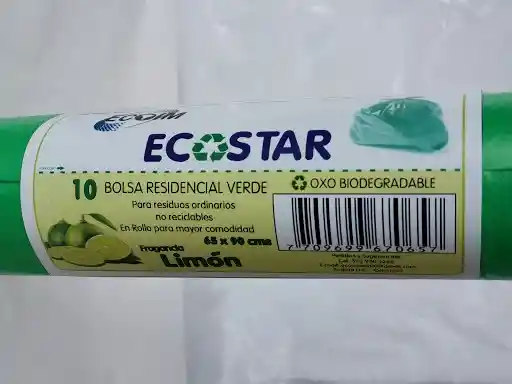 ECOIM
ECOSTAR
10 BOLSA RESIDENCIAL VERDE
Para residuos ordinarios
no reciclables
En Rollo para mayor comodidad
65 x 90 cms
Fragancia
Limón
OXO BIODEGRADABLE
7 709699 670657